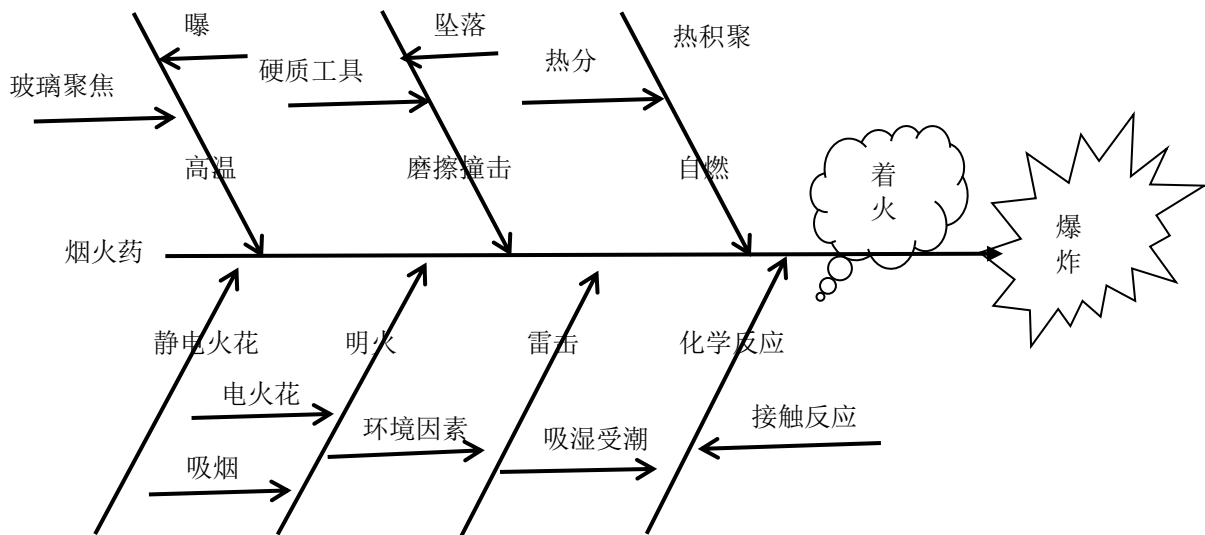 曝
坠落
热积聚
玻璃聚焦
硬质工具
热分
高温
磨擦撞击
自燃
着
火
烟火药
爆
炸
静电火花
明火
雷击
化学反应
电火花
环境因素
吸湿受潮
接触反应
吸烟